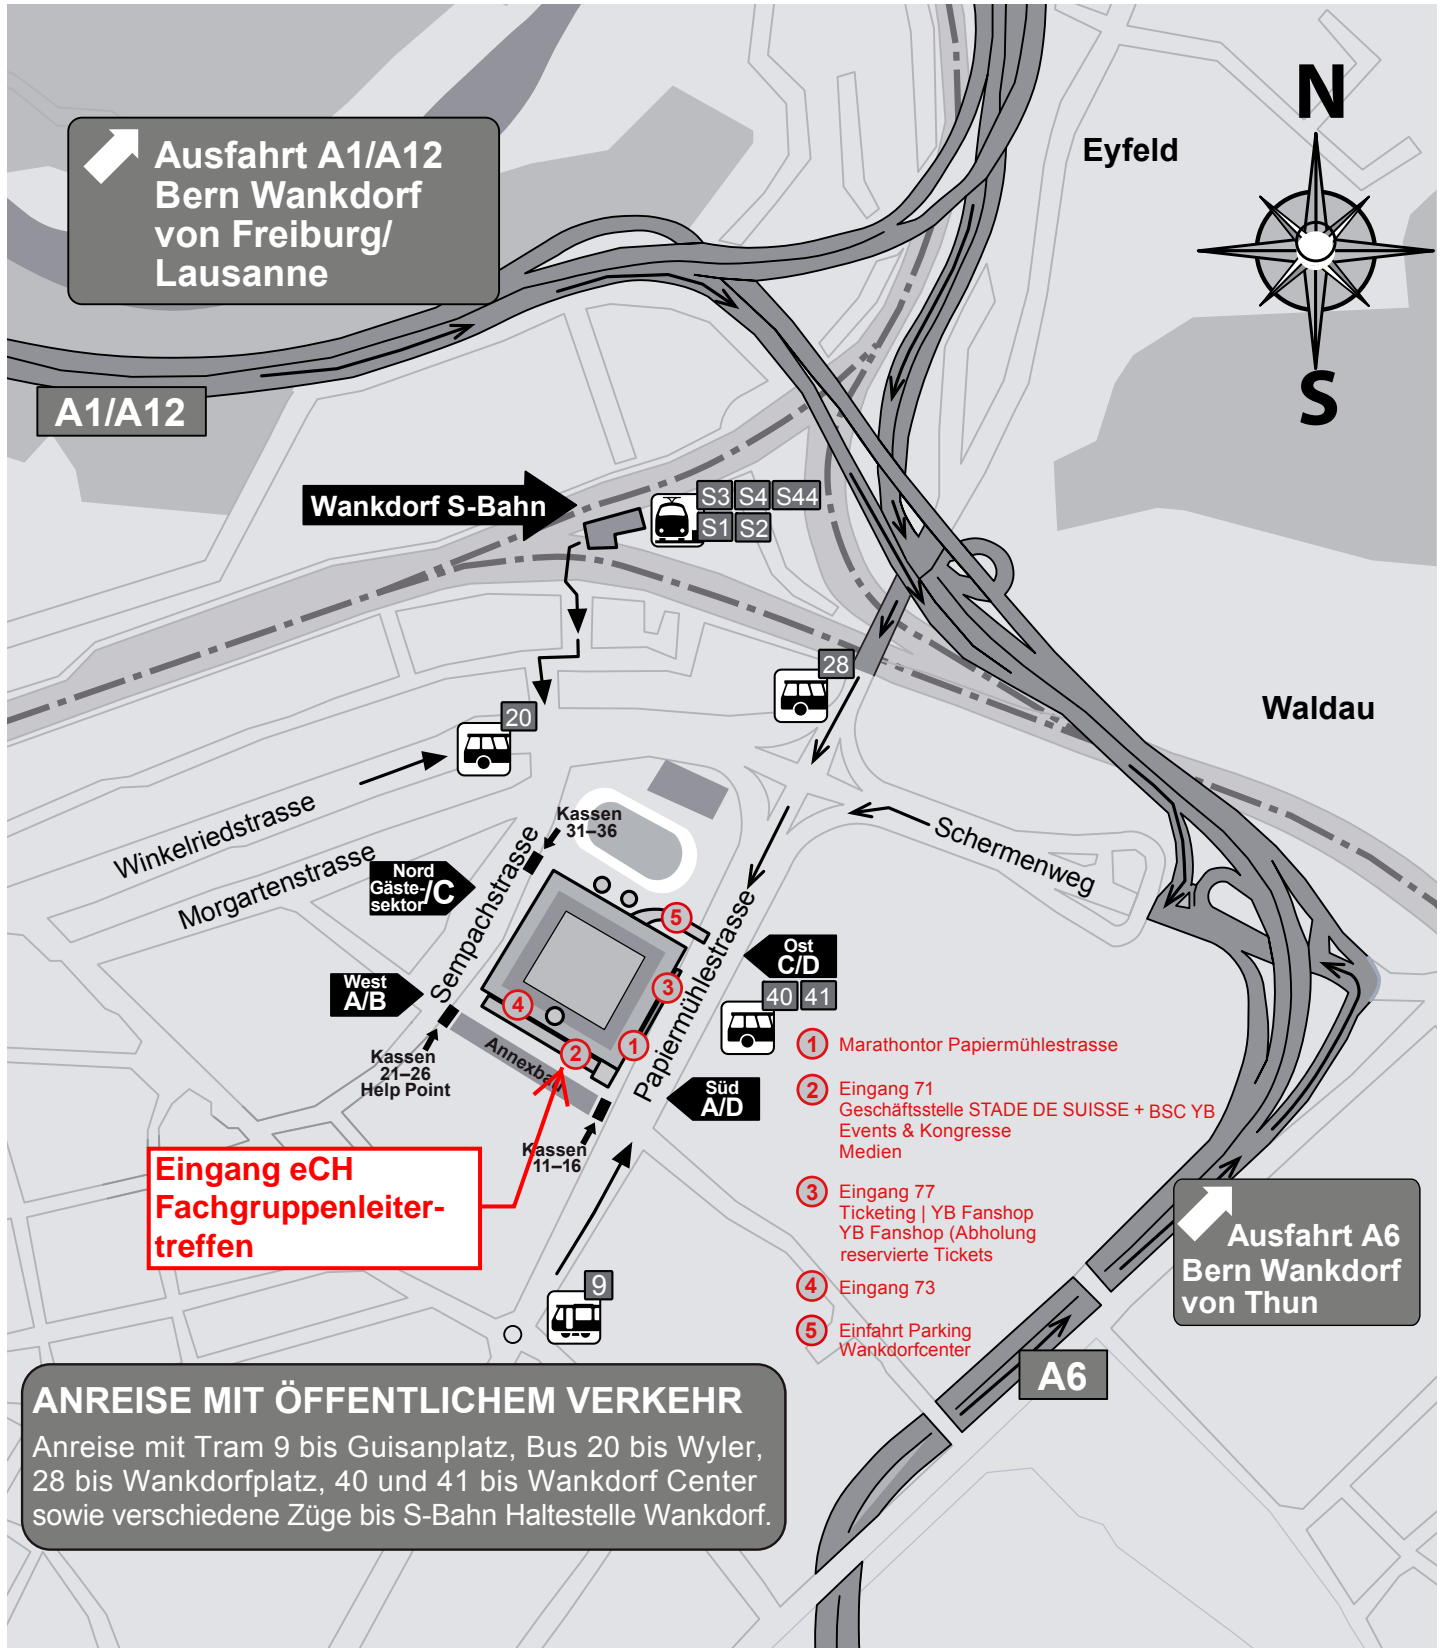 N
Eyfeld
Ausfahrt A1/A12
Bern Wankdorf
von Freiburg/
Lausanne
S
A1/A12
Wankdorf S-Bahn
S3 S4 S44
S1 S2
28
Waldau
20
Winkelriedstrasse
Morgartenstrasse
Kassen
31–36
Sempachstrasse
Schermenweg
Nord
Gäste-
sektor/C
5
Papiermühlestrasse
Ost
C/D
West
A/B
3
4
40 41
1
2
Annexbau
Kassen
21–26
Help Point
Süd
A/D
Kassen
11–16
1 Marathontor Papiermühlestrasse
2 Eingang 71
Geschäftsstelle STADE DE SUISSE + BSC YB
Events & Kongresse
Medien
3 Eingang 77
Ticketing | YB Fanshop
YB Fanshop (Abholung
reservierte Tickets
4 Eingang 73
5 Einfahrt Parking
Wankdorfcenter
Eingang eCH
Fachgruppenleiter-
treffen
9
Ausfahrt A6
Bern Wankdorf
von Thun
A6
ANREISE MIT ÖFFENTLICHEM VERKEHR
Anreise mit Tram 9 bis Guisanplatz, Bus 20 bis Wyler,
28 bis Wankdorfplatz, 40 und 41 bis Wankdorf Center
sowie verschiedene Züge bis S-Bahn Haltestelle Wankdorf.